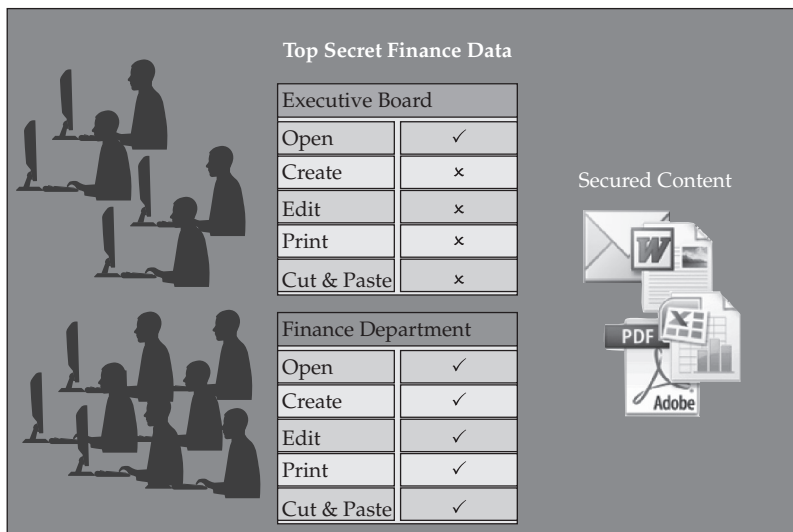 Top Secret Finance Data
Executive Board
Open ✓
Create ×
Edit ×
Print ×
Cut & Paste ×
Secured Content
W
X
PDF
Adobe
Finance Department
Open ✓
Create ✓
Edit ✓
Print ✓
Cut & Paste ✓